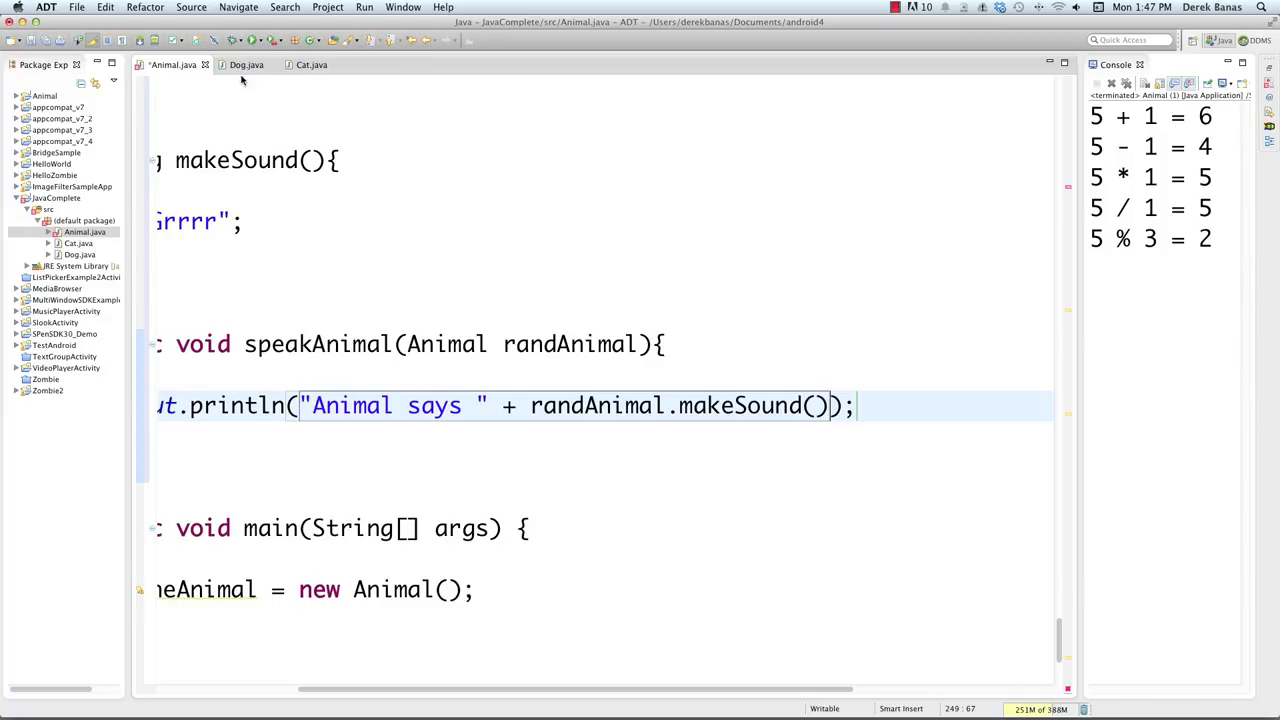 ADT File Edit Refactor Source Navigate Search Project Run Window Help
10 Mon 1:47 PM Derek Banas
Java – JavaComplete/src/Animal.java – ADT – /Users/derekbanas/Documents/android4
Quick Access
Java
DDMS
Package Exp
*Animal.java
Dog.java
Cat.java
Console
Animal
appcompat_v7
appcompat_v7_2
appcompat_v7_3
appcompat_v7_4
BridgeSample
HelloWorld
HelloZombie
ImageFilterSampleApp
JavaComplete
src
(default package)
Animal.java
Cat.java
Dog.java
JRE System Library [Ja
ListPickerExample2Activi
MediaBrowser
MultiWindowSDKExample
MusicPlayerActivity
SlookActivity
SPenSDK30_Demo
TestAndroid
TextGroupActivity
VideoPlayerActivity
Zombie
Zombie2
g makeSound(){
Grrrr";
c void speakAnimal(Animal randAnimal){
ut.println("Animal says " + randAnimal.makeSound());
c void main(String[] args) {
neAnimal = new Animal();
<terminated> Animal (1) [Java Application] /S
5 + 1 = 6
5 - 1 = 4
5 * 1 = 5
5 / 1 = 5
5 % 3 = 2
Writable
Smart Insert
249 : 67
251M of 388M